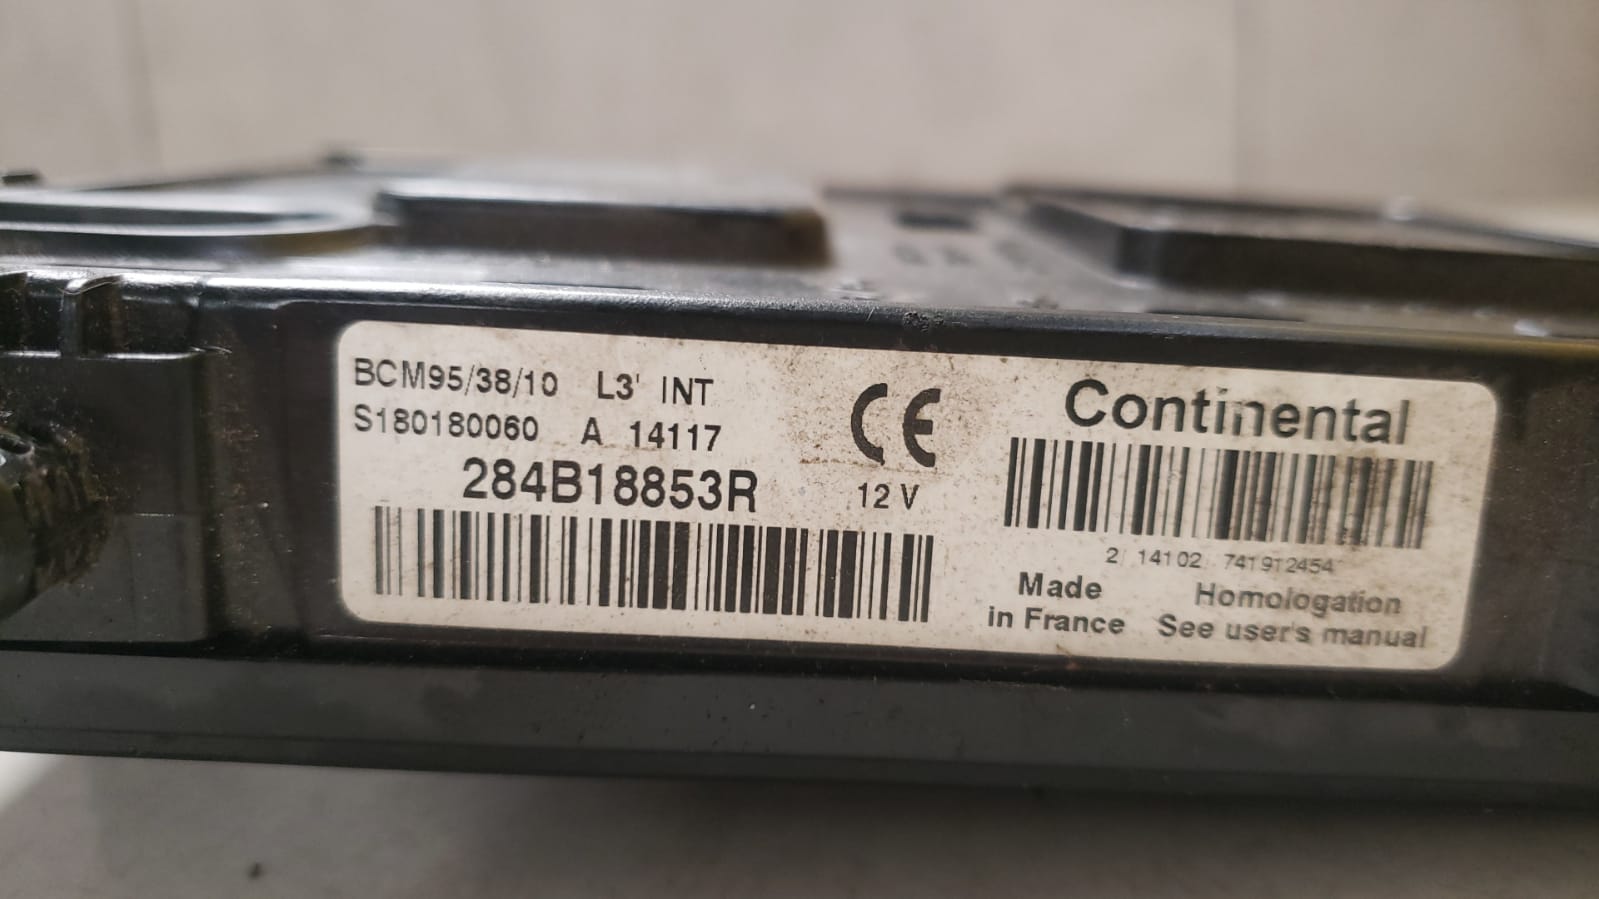 BCM95/38/10 L3' INT
S180180060 A 14117
284B18853R
CE
12 V
Continental
2 14102 741912454
Made
in France
Homologation
See user's manual